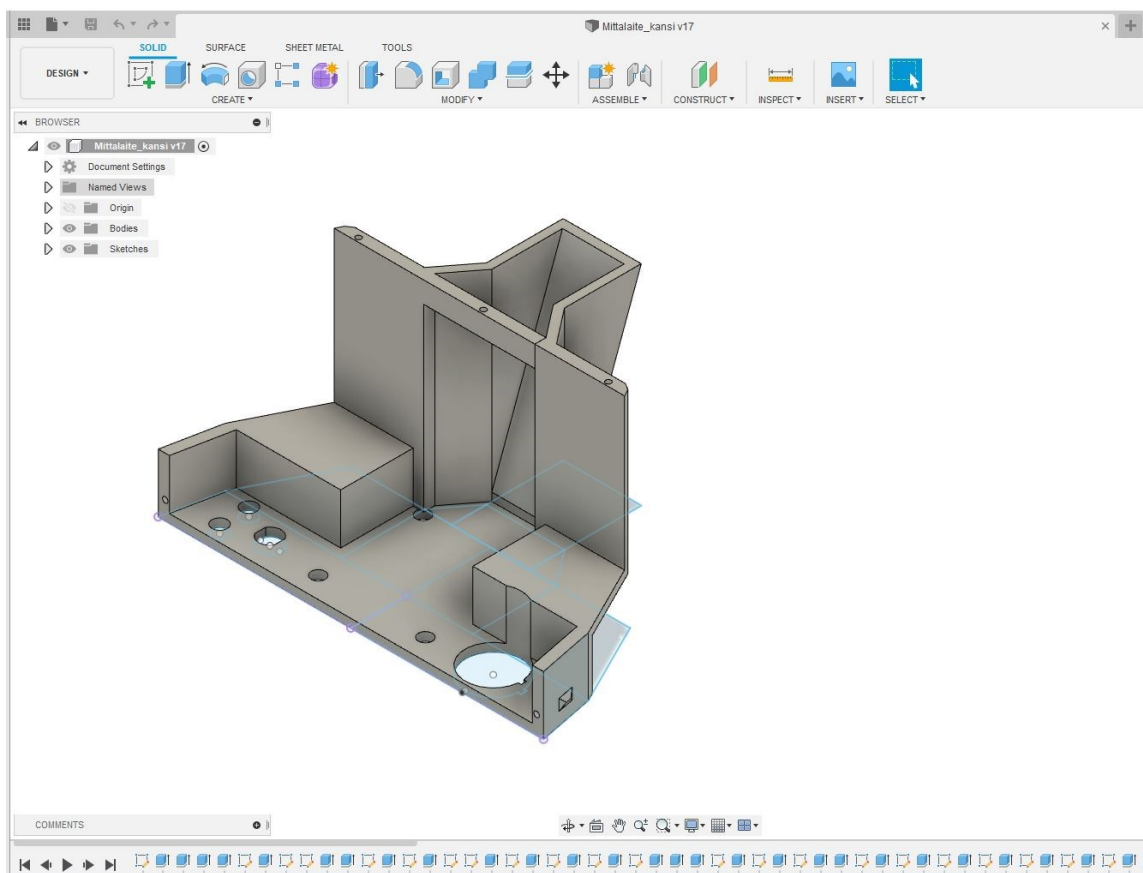 Mittalaite_kansi v17
SOLID SURFACE SHEET METAL TOOLS
DESIGN
CREATE MODIFY ASSEMBLE CONSTRUCT INSPECT INSERT SELECT
BROWSER
Mittalaite_kansi v17
Document Settings
Named Views
Origin
Bodies
Sketches
COMMENTS